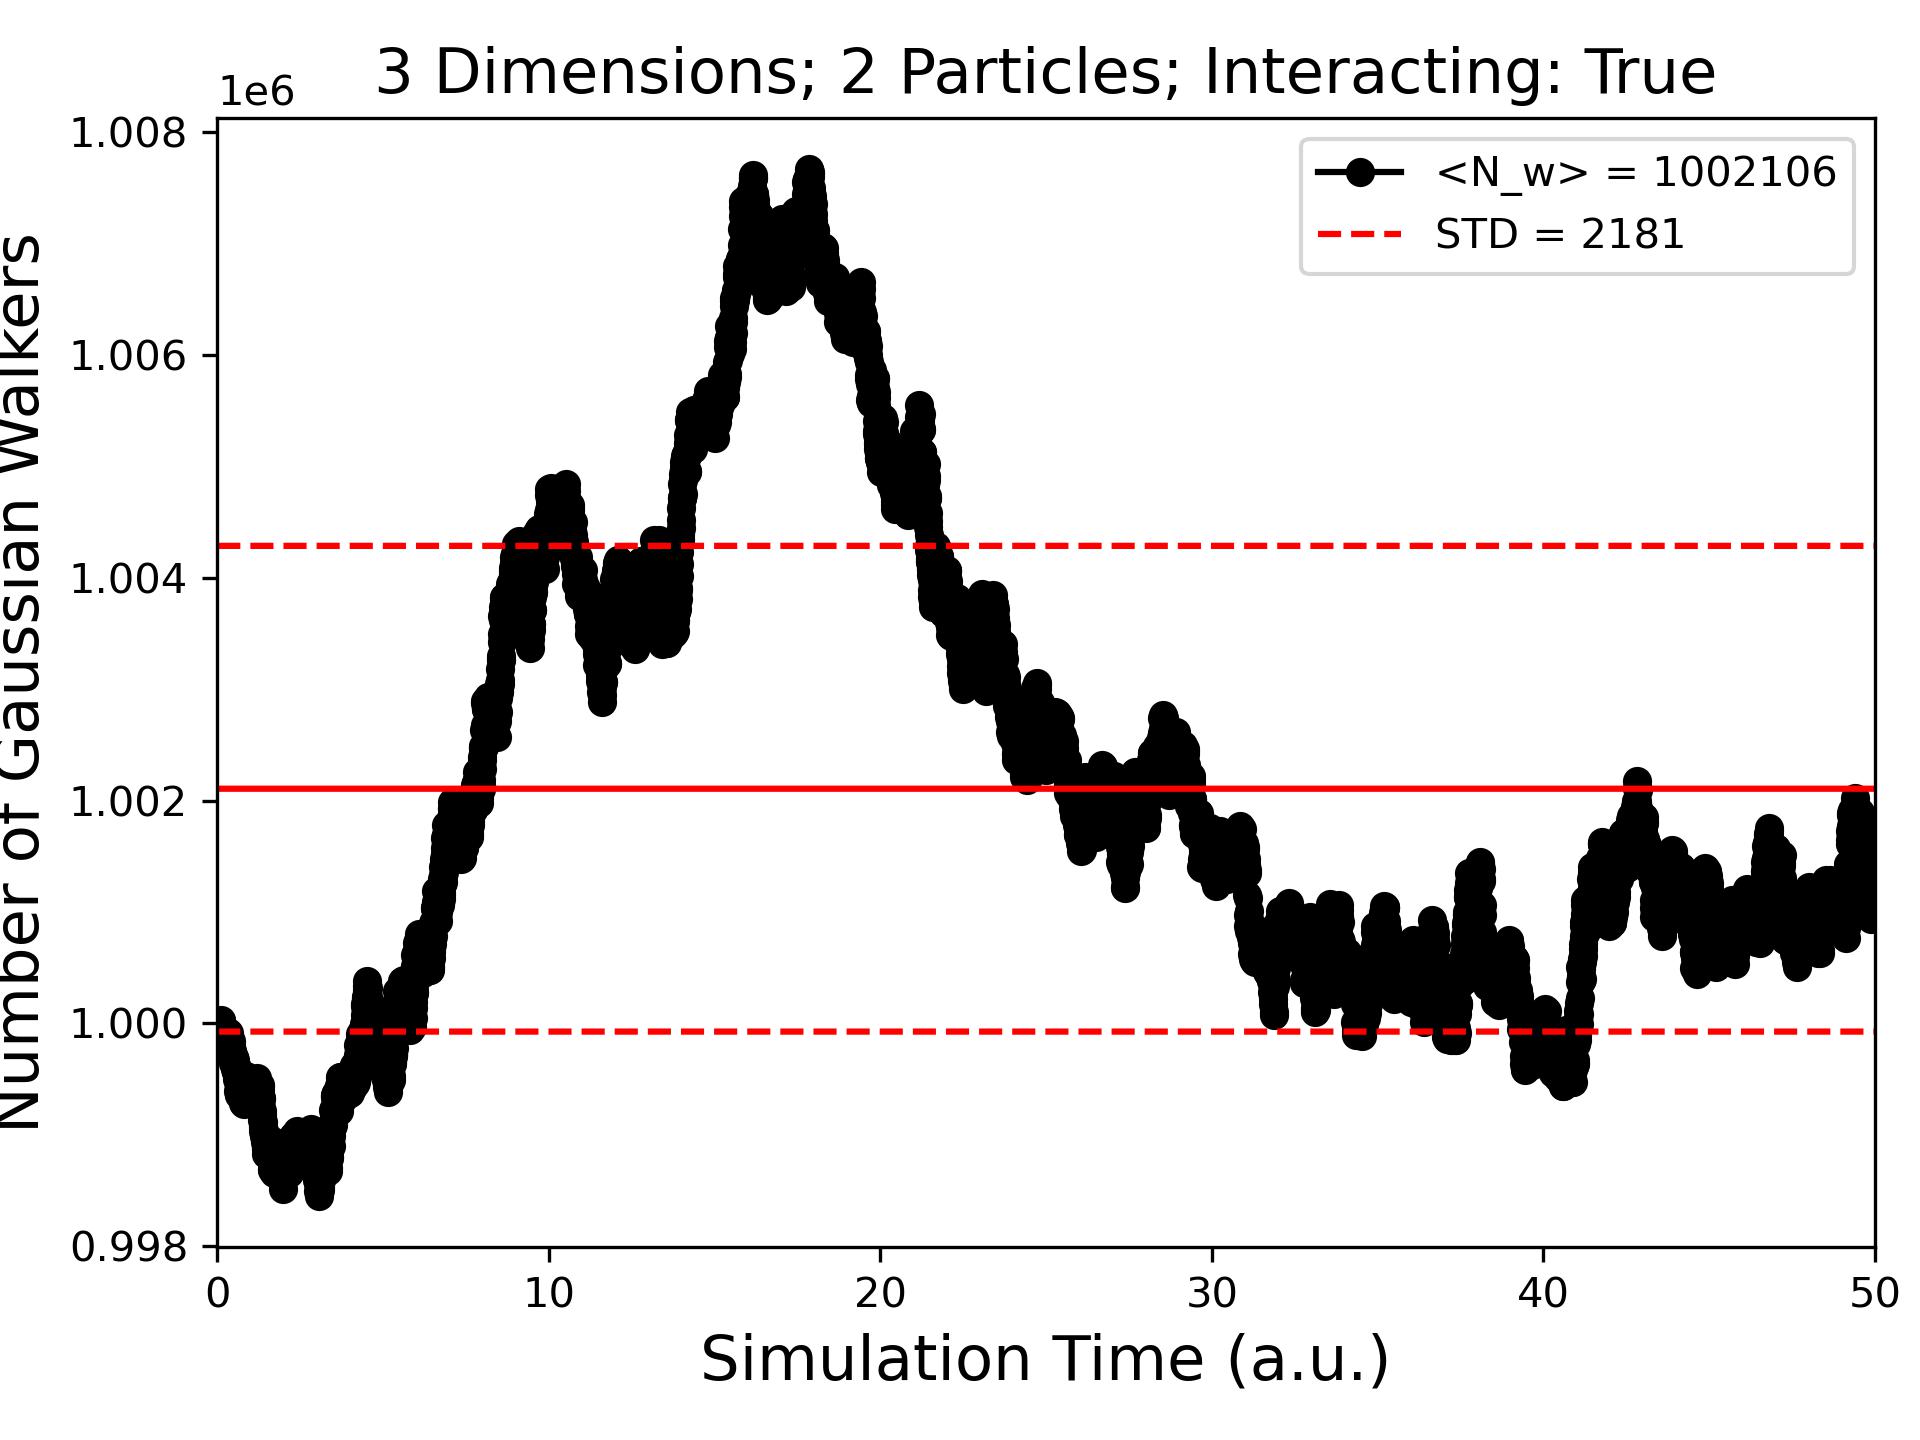 3 Dimensions; 2 Particles; Interacting: True
1e6
<N_w> = 1002106
STD = 2181
1.008
1.006
1.004
1.002
1.000
0.998
Number of Gaussian Walkers
0 10 20 30 40 50
Simulation Time (a.u.)